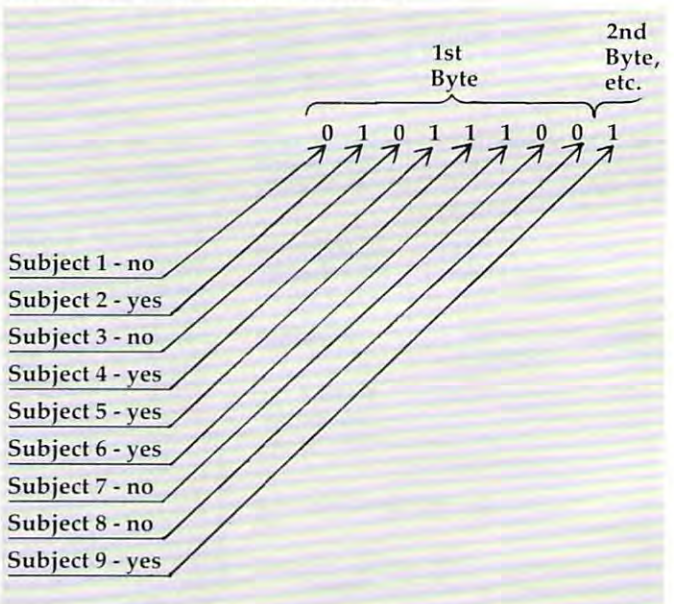 1st
Byte
2nd
Byte,
etc.
0 1 0 1 1 1 0 0 1
Subject 1 - no
Subject 2 - yes
Subject 3 - no
Subject 4 - yes
Subject 5 - yes
Subject 6 - yes
Subject 7 - no
Subject 8 - no
Subject 9 - yes